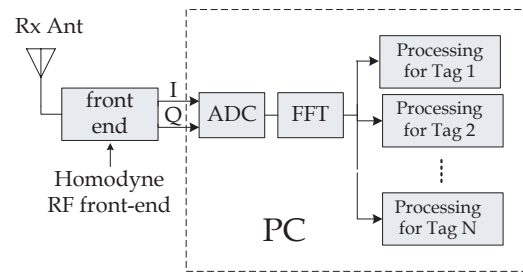 Rx Ant
front
end
I
Q
Homodyne
RF front-end
ADC
FFT
Processing
for Tag 1
Processing
for Tag 2
Processing
for Tag N
PC